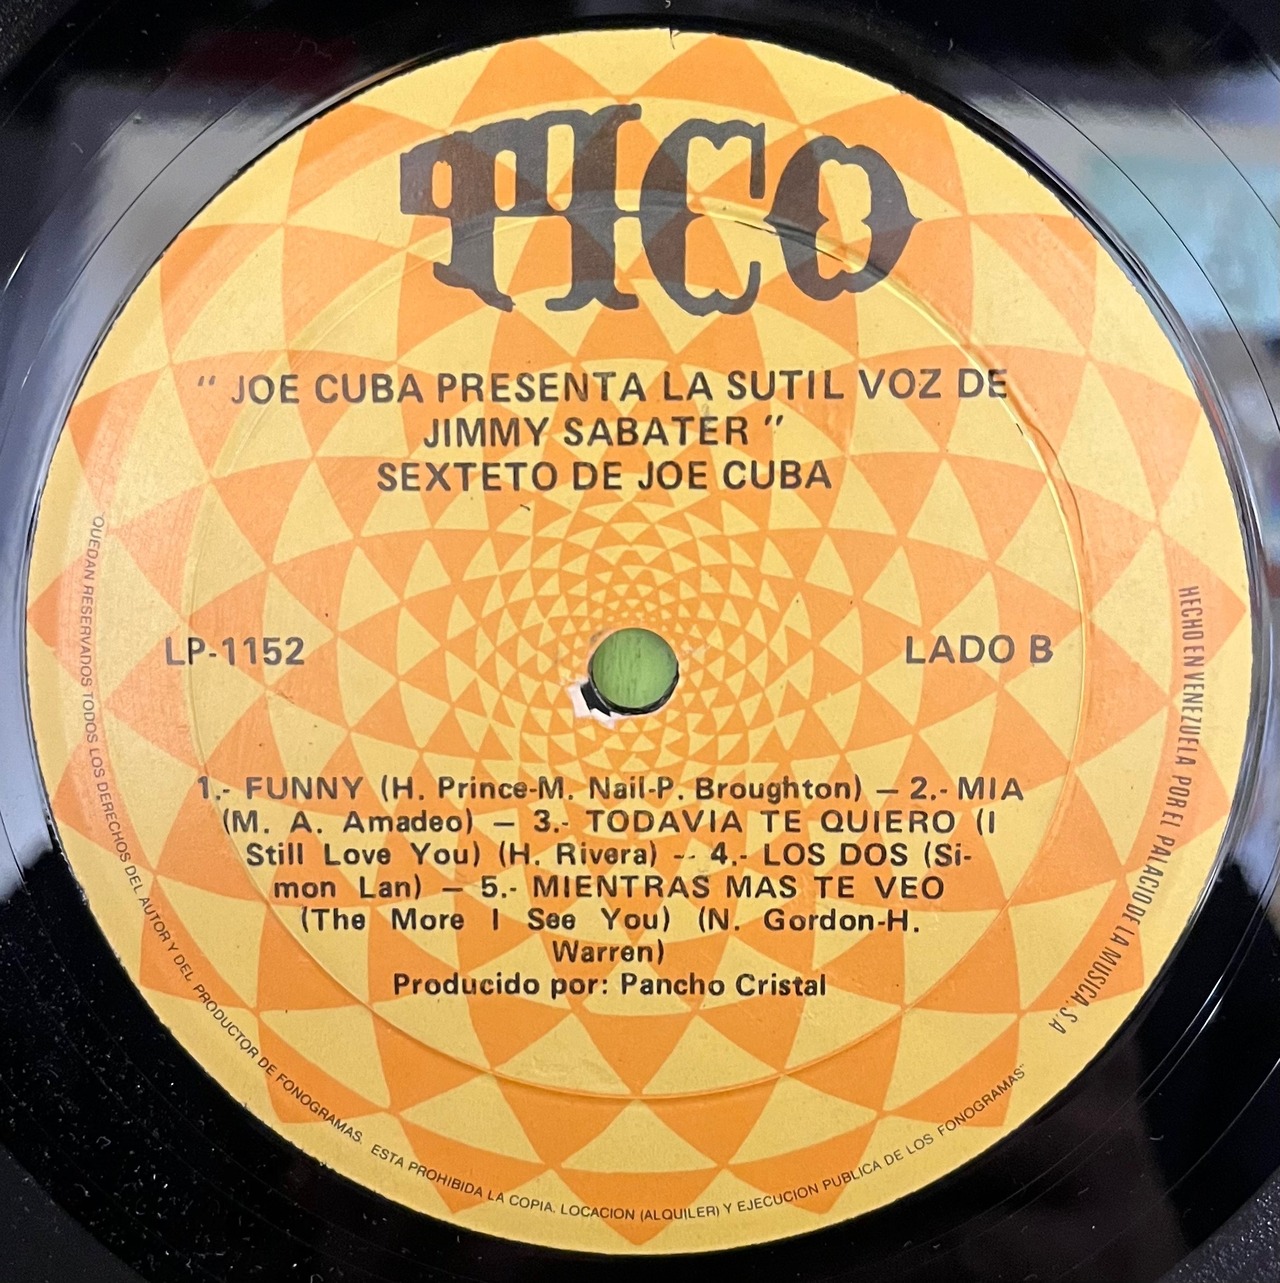 TICO
“ JOE CUBA PRESENTA LA SUTIL VOZ DE
JIMMY SABATER ”
SEXTETO DE JOE CUBA
LP-1152
LADO B
1.- FUNNY (H. Prince-M. Nail-P. Broughton) — 2.- MIA
(M. A. Amadeo) — 3.- TODAVIA TE QUIERO (I
Still Love You) (H. Rivera) -- 4.- LOS DOS (Si-
mon Lan) — 5.- MIENTRAS MAS TE VEO
(The More I See You) (N. Gordon-H.
Warren)
Producido por: Pancho Cristal
"QUEDAN RESERVADOS TODOS LOS DERECHOS DEL AUTOR Y DEL PRODUCTOR DE FONOGRAMAS. ESTA PROHIBIDA LA COPIA, LOCACION (ALQUILER) Y EJECUCION PUBLICA DE LOS FONOGRAMAS"
HECHO EN VENEZUELA POR EL PALACIO DE LA MUSICA, S.A